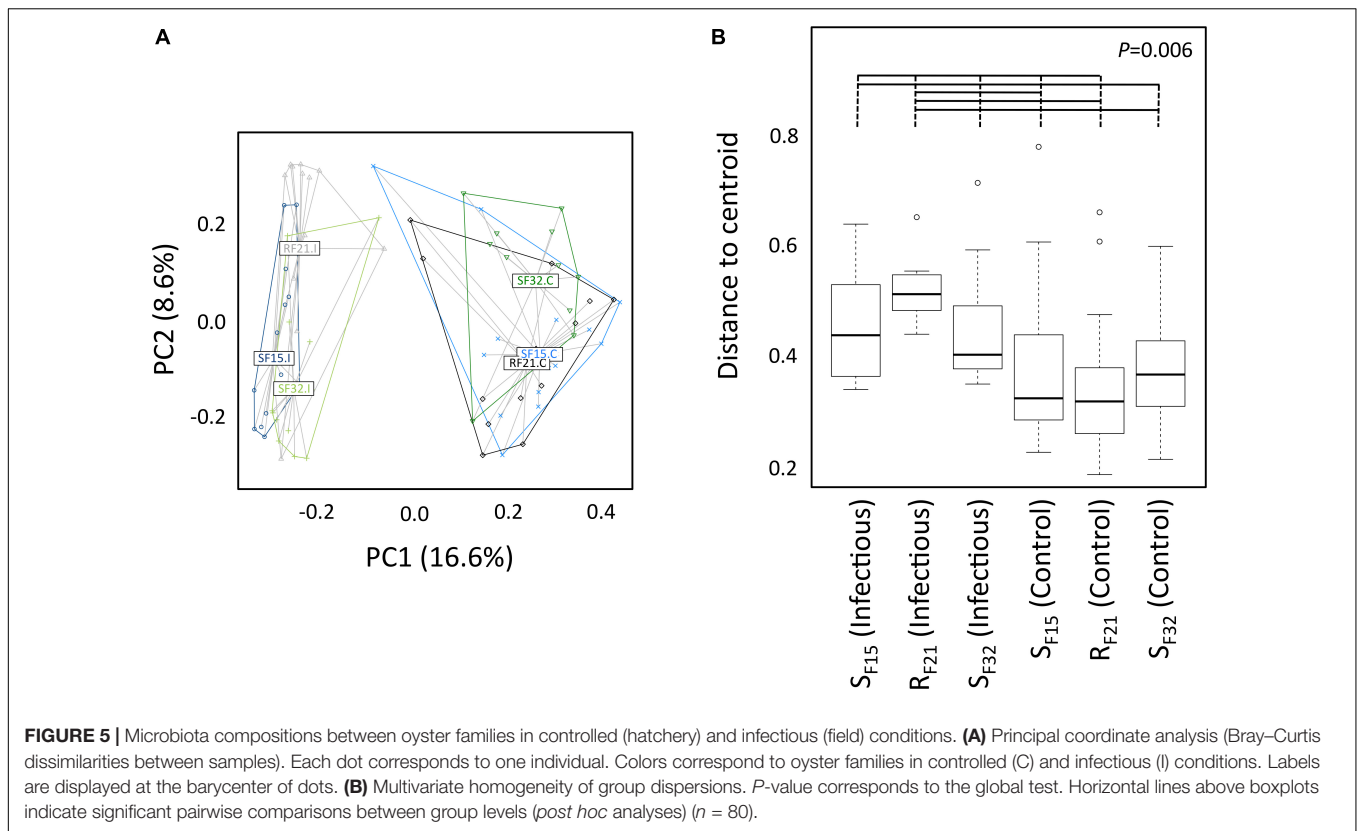 A
B
P=0.006
0.2
0.0
-0.2
PC2 (8.6%)
RF21.I
SF15.I
SF32.I
SF32.C
SF15.C
RF21.C
-0.2
0.0
0.2
0.4
PC1 (16.6%)
Distance to centroid
0.8
0.6
0.4
0.2
SF15 (Infectious)
RF21 (Infectious)
SF32 (Infectious)
SF15 (Control)
RF21 (Control)
SF32 (Control)
FIGURE 5 | Microbiota compositions between oyster families in controlled (hatchery) and infectious (field) conditions. (A) Principal coordinate analysis (Bray–Curtis
dissimilarities between samples). Each dot corresponds to one individual. Colors correspond to oyster families in controlled (C) and infectious (I) conditions. Labels
are displayed at the barycenter of dots. (B) Multivariate homogeneity of group dispersions. P-value corresponds to the global test. Horizontal lines above boxplots
indicate significant pairwise comparisons between group levels (post hoc analyses) (n = 80).